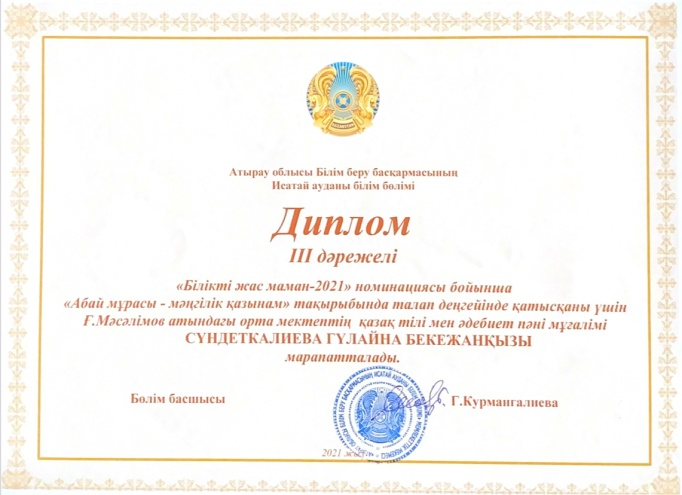 Атырау облысы Білім беру басқармасының
Исатай ауданы білім бөлімі
Диплом
III дәрежелі
«Білікті жас маман-2021» номинациясы бойынша
«Абай мұрасы - мәңгілік қазынам» тақырыбында талап деңгейінде қатысқаны үшін
Ғ.Мәсәлімов атындағы орта мектептің қазақ тілі мен әдебиет пәні мұғалімі
СҮНДЕТКАЛИЕВА ГҮЛАЙНА БЕКЕЖАНҚЫЗЫ
марапатталады.
Бөлім басшысы
Г.Курмангалиева
2021 жыл